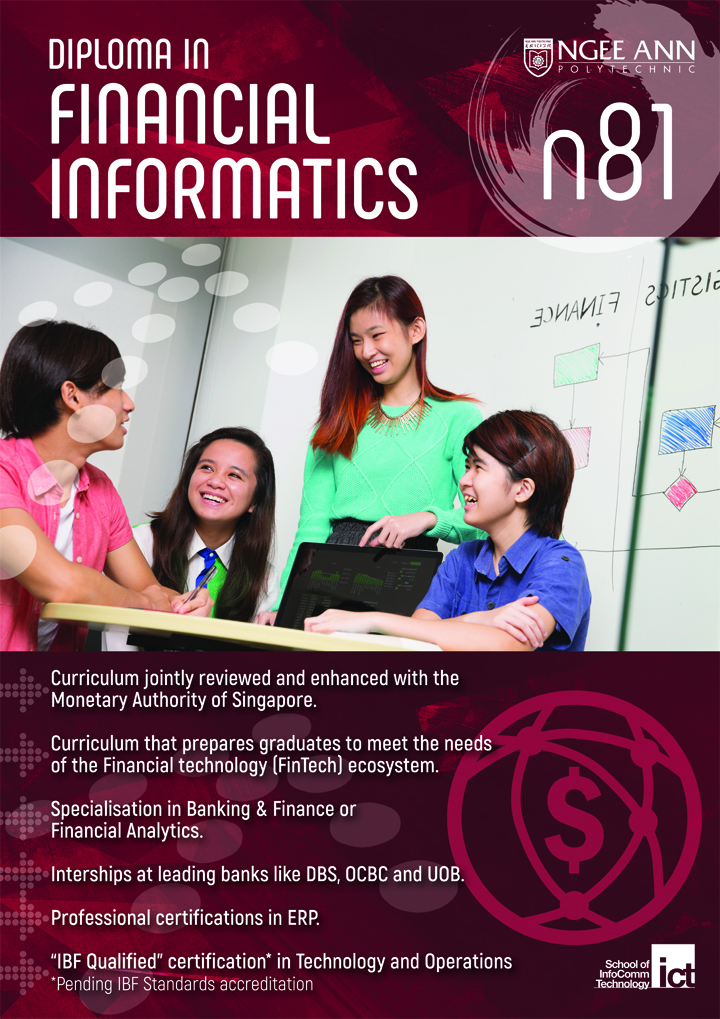 DIPLOMA IN
FINANCIAL
INFORMATICS
NGEE ANN
POLYTECHNIC
n81
GISTICS FINANCE
Curriculum jointly reviewed and enhanced with the
Monetary Authority of Singapore.
Curriculum that prepares graduates to meet the needs
of the Financial technology (FinTech) ecosystem.
Specialisation in Banking & Finance or
Financial Analytics.
Interships at leading banks like DBS, OCBC and UOB.
Professional certifications in ERP.
“IBF Qualified” certification* in Technology and Operations
*Pending IBF Standards accreditation
$
School of
InfoComm
Technology
ict